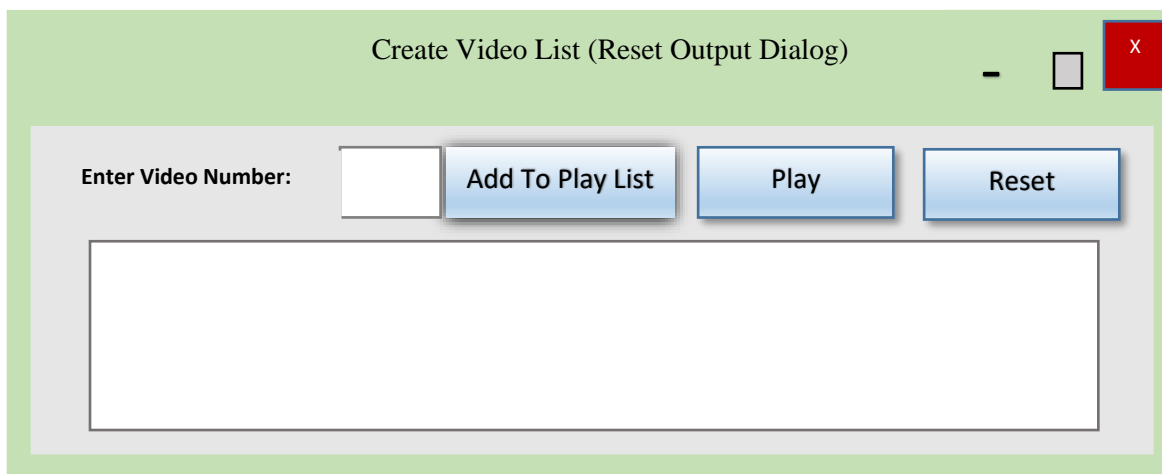 Create Video List (Reset Output Dialog)
-
X
Enter Video Number:
Add To Play List
Play
Reset